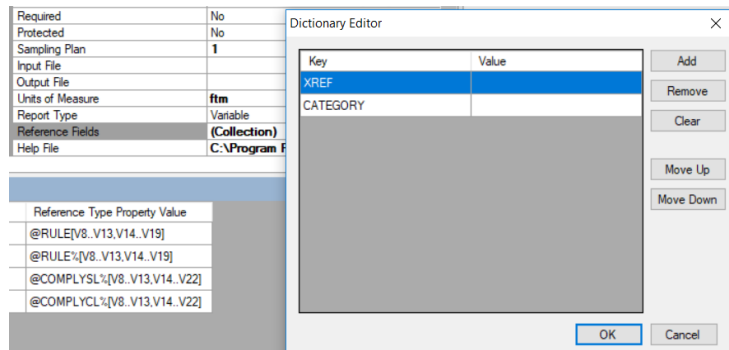 Required No
Protected No
Sampling Plan 1
Input File
Output File
Units of Measure ftm
Report Type Variable
Reference Fields (Collection)
Help File C:\Program F
Reference Type Property Value
@RULE[V8..V13,V14..V19]
@RULE%[V8..V13,V14..V19]
@COMPLYSL%[V8..V13,V14..V22]
@COMPLYCL%[V8..V13,V14..V22]
Dictionary Editor
Key Value
XREF
CATEGORY
Add
Remove
Clear
Move Up
Move Down
OK Cancel